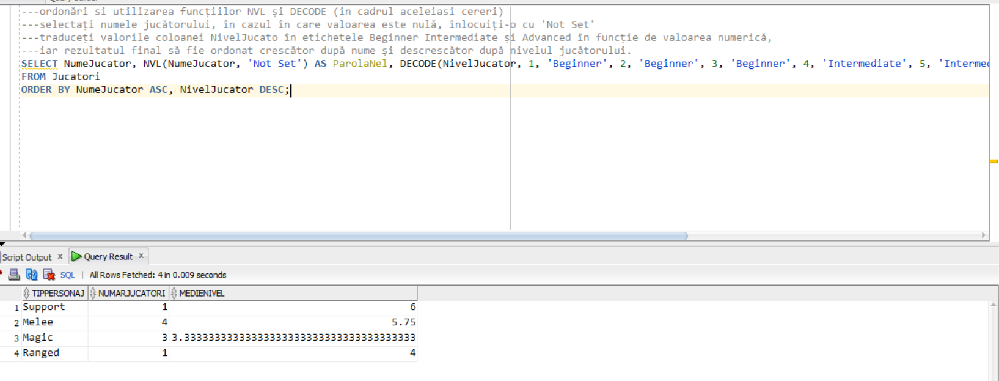 ---ordonări si utilizarea funcțiilor NVL și DECODE (in cadrul aceleiasi cereri)
---selectați numele jucătorului, în cazul în care valoarea este nulă, înlocuiți-o cu 'Not Set'
---traduceți valorile coloanei NivelJucato în etichetele Beginner Intermediate și Advanced în funcție de valoarea numerică,
---iar rezultatul final să fie ordonat crescător după nume și descrescător după nivelul jucătorului.
SELECT NumeJucator, NVL(NumeJucator, 'Not Set') AS ParolaNel, DECODE(NivelJucator, 1, 'Beginner', 2, 'Beginner', 3, 'Beginner', 4, 'Intermediate', 5, 'Intermed
FROM Jucatori
ORDER BY NumeJucator ASC, NivelJucator DESC;
Script Output x Query Result x
SQL | All Rows Fetched: 4 in 0.009 seconds
TIPPERSONAJ NUMARJUCATORI MEDIENIVEL
1 Support 1 6
2 Melee 4 5.75
3 Magic 3 3.33333333333333333333333333333333333333
4 Ranged 1 4